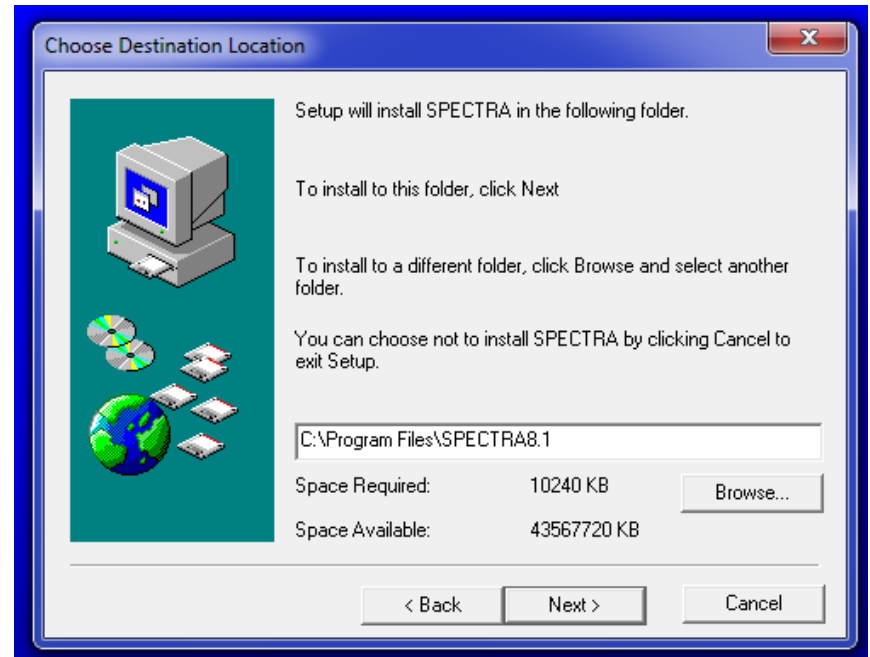 Choose Destination Location
Setup will install SPECTRA in the following folder.
To install to this folder, click Next
To install to a different folder, click Browse and select another
folder.
You can choose not to install SPECTRA by clicking Cancel to
exit Setup.
C:\Program Files\SPECTRA8.1
Space Required: 10240 KB
Browse...
Space Available: 43567720 KB
< Back Next > Cancel